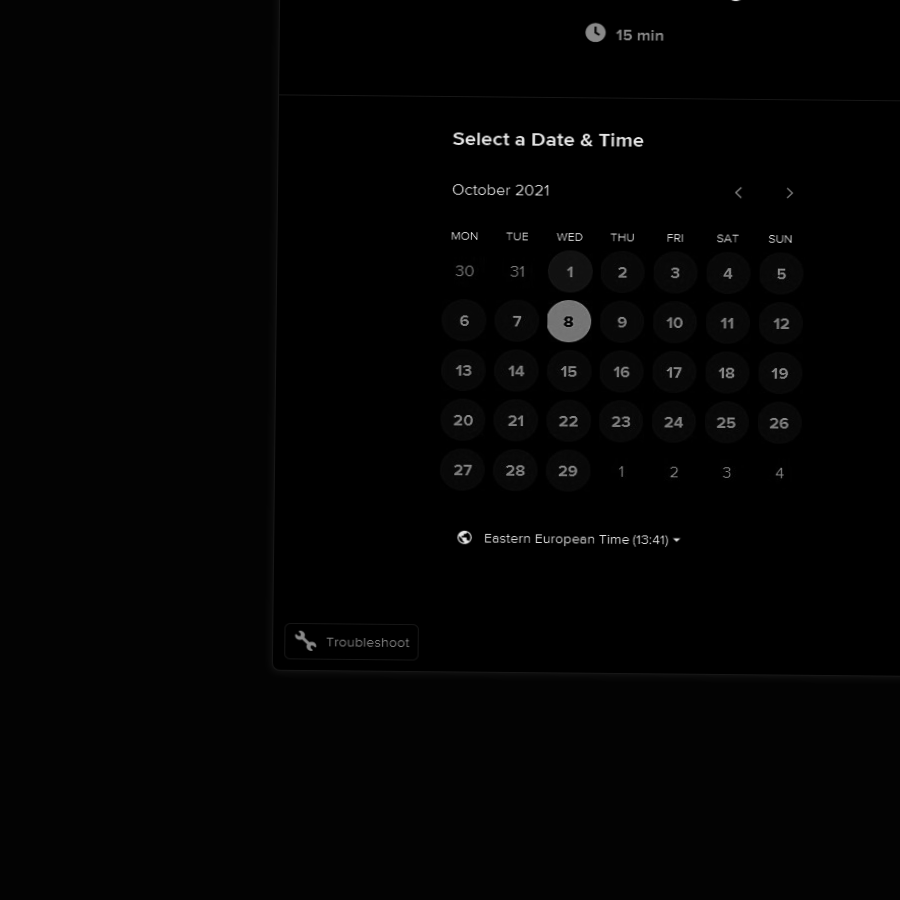 15 min
Select a Date & Time
October 2021
MON TUE WED THU FRI SAT SUN
30 31 1 2 3 4 5
6 7 8 9 10 11 12
13 14 15 16 17 18 19
20 21 22 23 24 25 26
27 28 29 1 2 3 4
Eastern European Time (13:41)
Troubleshoot